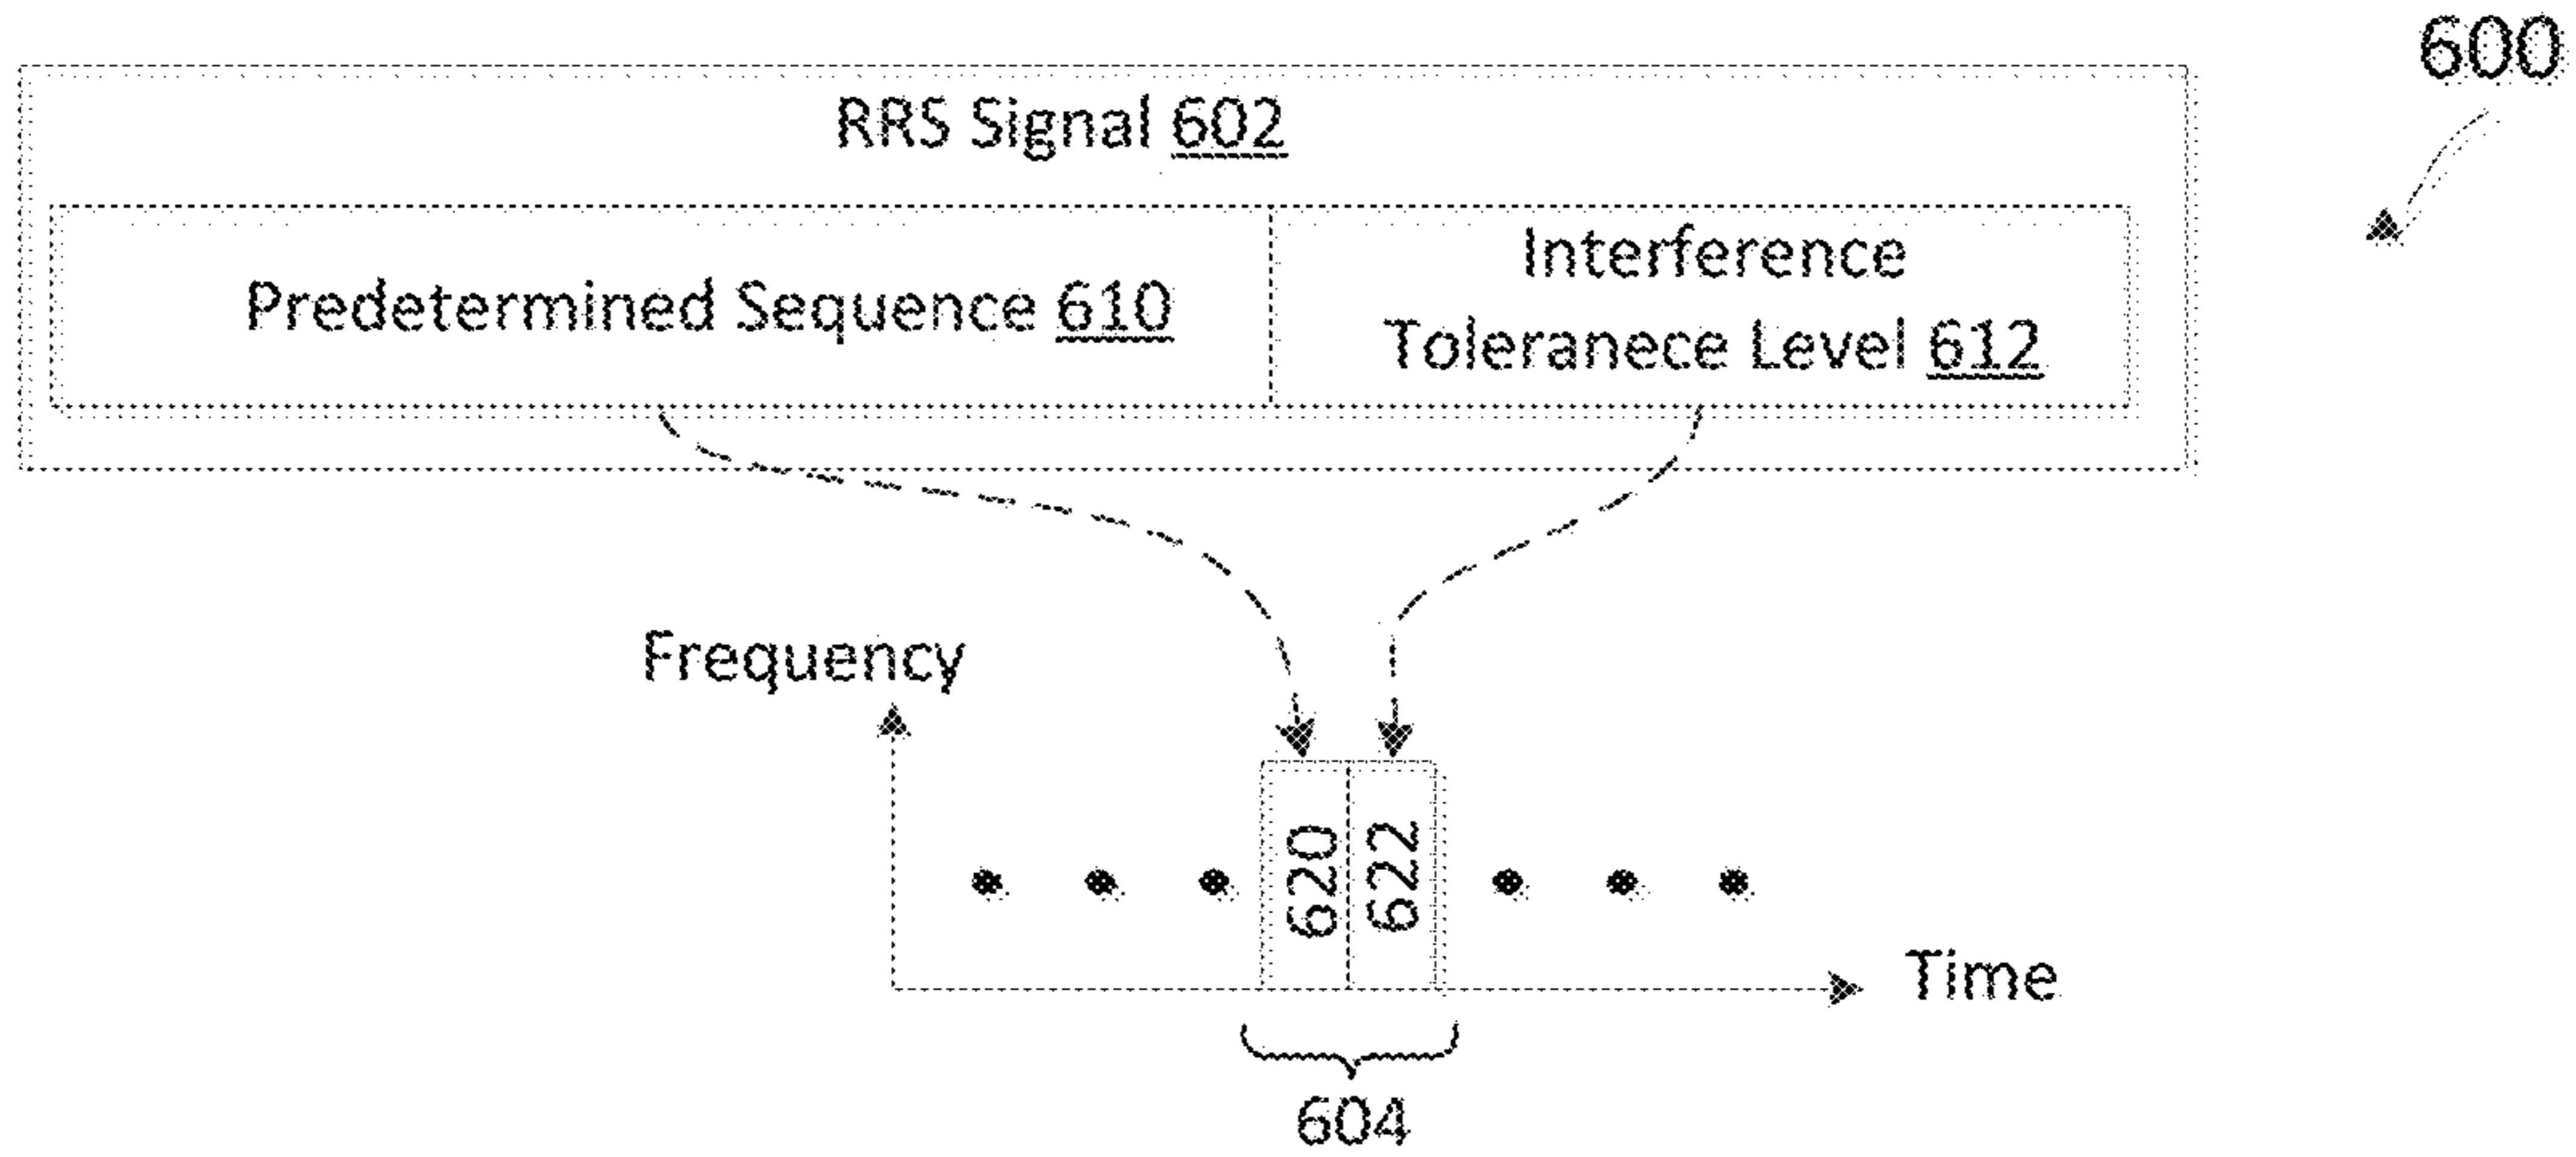 600
RRS Signal 602
Predetermined Sequence 610
Interference
Toleranece Level 612
Frequency
620
622
Time
604